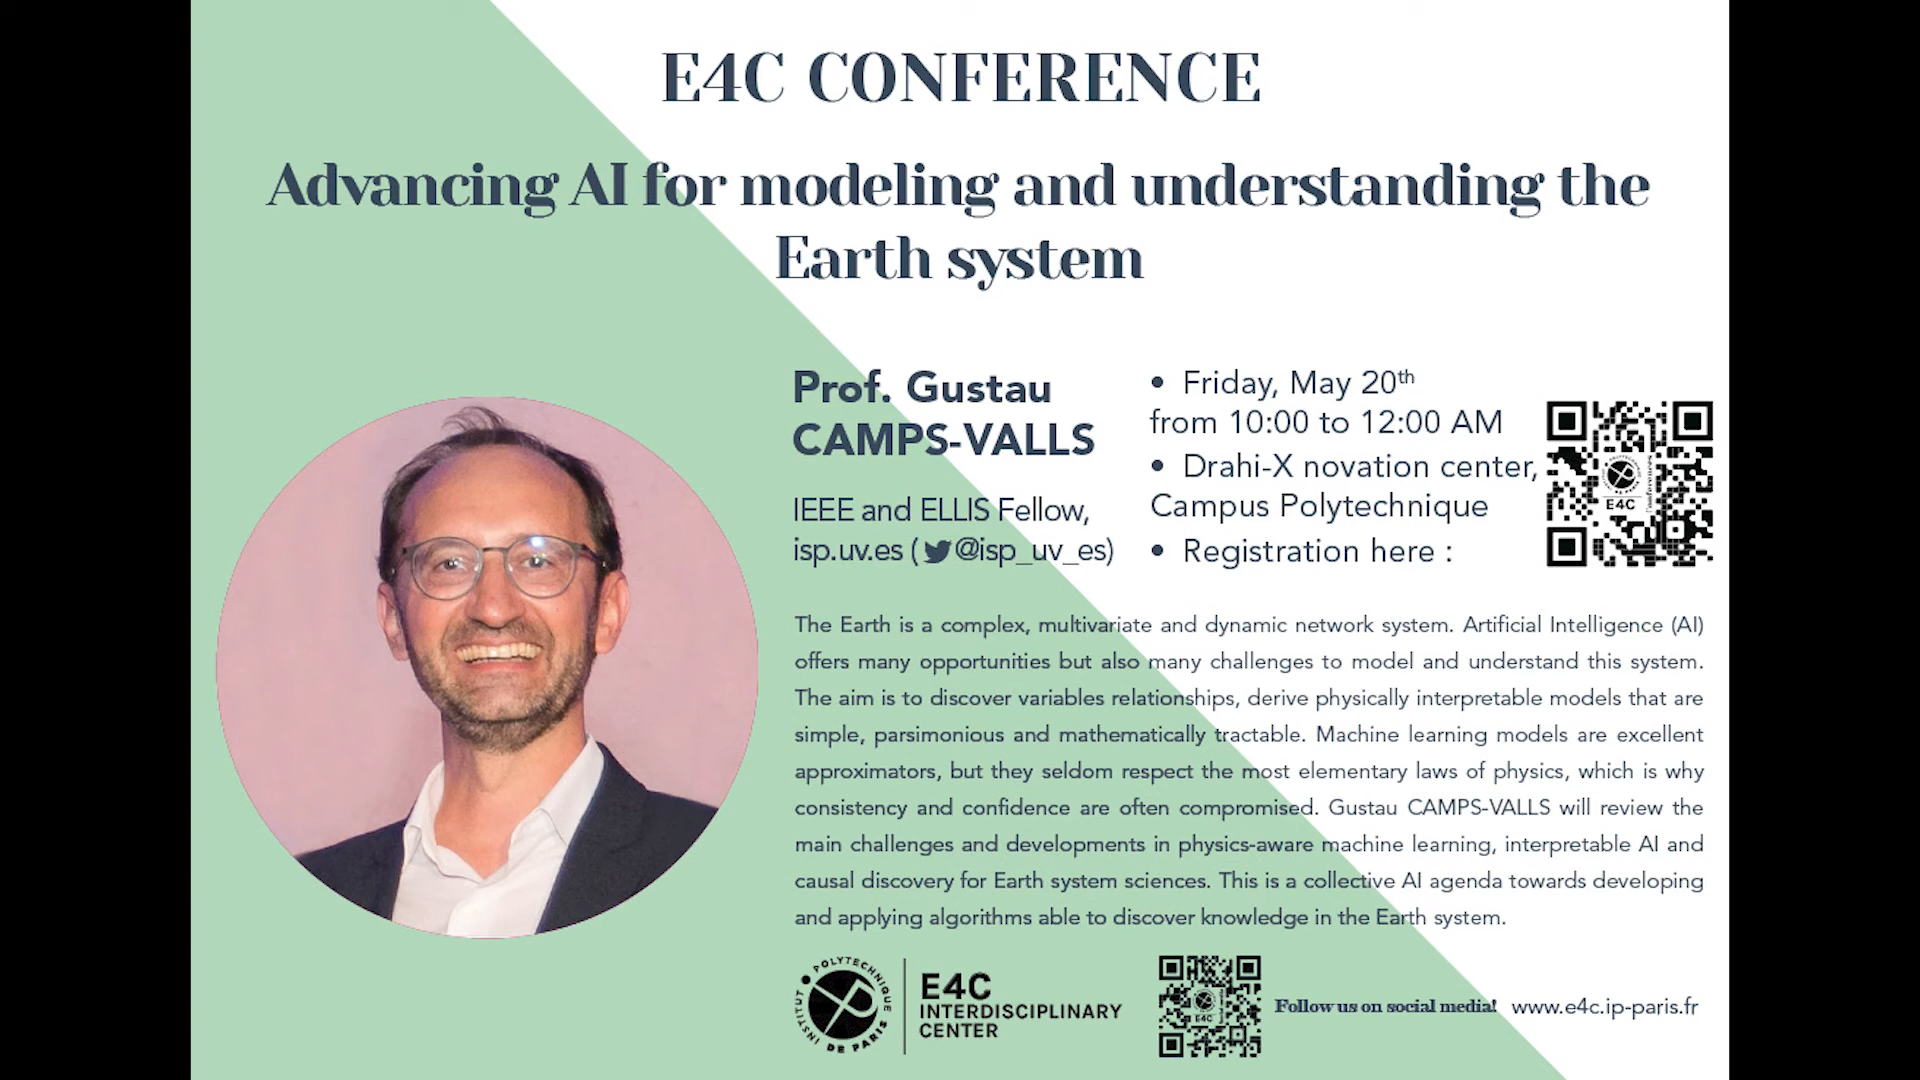 E4C CONFERENCE
Advancing AI for modeling and understanding the
Earth system
Prof. Gustau
CAMPS-VALLS
IEEE and ELLIS Fellow,
isp.uv.es (@isp_uv_es)
• Friday, May 20th
from 10:00 to 12:00 AM
• Drahi-X novation center,
Campus Polytechnique
• Registration here :
E4C
The Earth is a complex, multivariate and dynamic network system. Artificial Intelligence (AI)
offers many opportunities but also many challenges to model and understand this system.
The aim is to discover variables relationships, derive physically interpretable models that are
simple, parsimonious and mathematically tractable. Machine learning models are excellent
approximators, but they seldom respect the most elementary laws of physics, which is why
consistency and confidence are often compromised. Gustau CAMPS-VALLS will review the
main challenges and developments in physics-aware machine learning, interpretable AI and
causal discovery for Earth system sciences. This is a collective AI agenda towards developing
and applying algorithms able to discover knowledge in the Earth system.
INSTITUT POLYTECHNIQUE DE PARIS
E4C
INTERDISCIPLINARY
CENTER
E4C
Follow us on social media!
www.e4c.ip-paris.fr